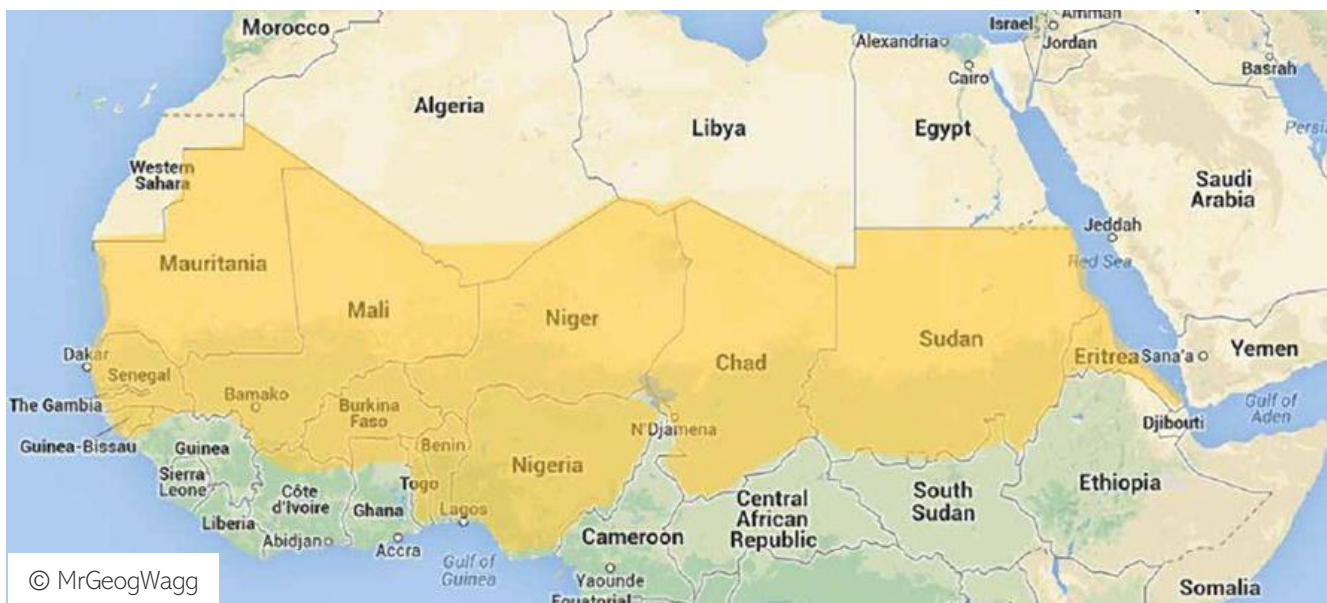 Morocco
Algeria
Libya
Egypt
Alexandria
Cairo
Israel
Amman
Jordan
Basrah
Persi
Western
Sahara
Saudi
Arabia
Jeddah
Red Sea
Mauritania
Mali
Niger
Chad
Sudan
Eritrea
Sana'a
Yemen
Gulf of
Aden
Dakar
Senegal
The Gambia
Guinea-Bissau
Bamako
Burkina
Faso
Benin
Nigeria
N'Djamena
Djibouti
Guinea
Sierra
Leone
Liberia
Côte
d'Ivoire
Abidjan
Ghana
Accra
Togo
Lagos
Gulf of
Guinea
Cameroon
Yaounde
Equatorial
Central
African
Republic
South
Sudan
Ethiopia
Somalia
© MrGeogWagg